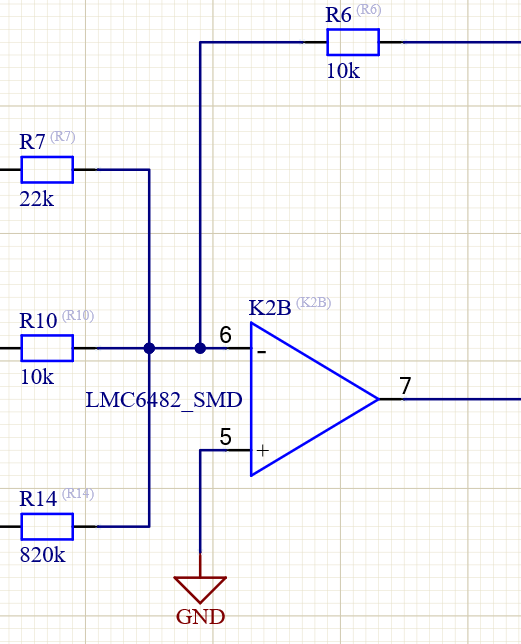 R6 (R6)
10k
R7 (R7)
22k
K2B (K2B)
R10 (R10)
6
-
10k
7
LMC6482_SMD
5
+
R14 (R14)
820k
GND